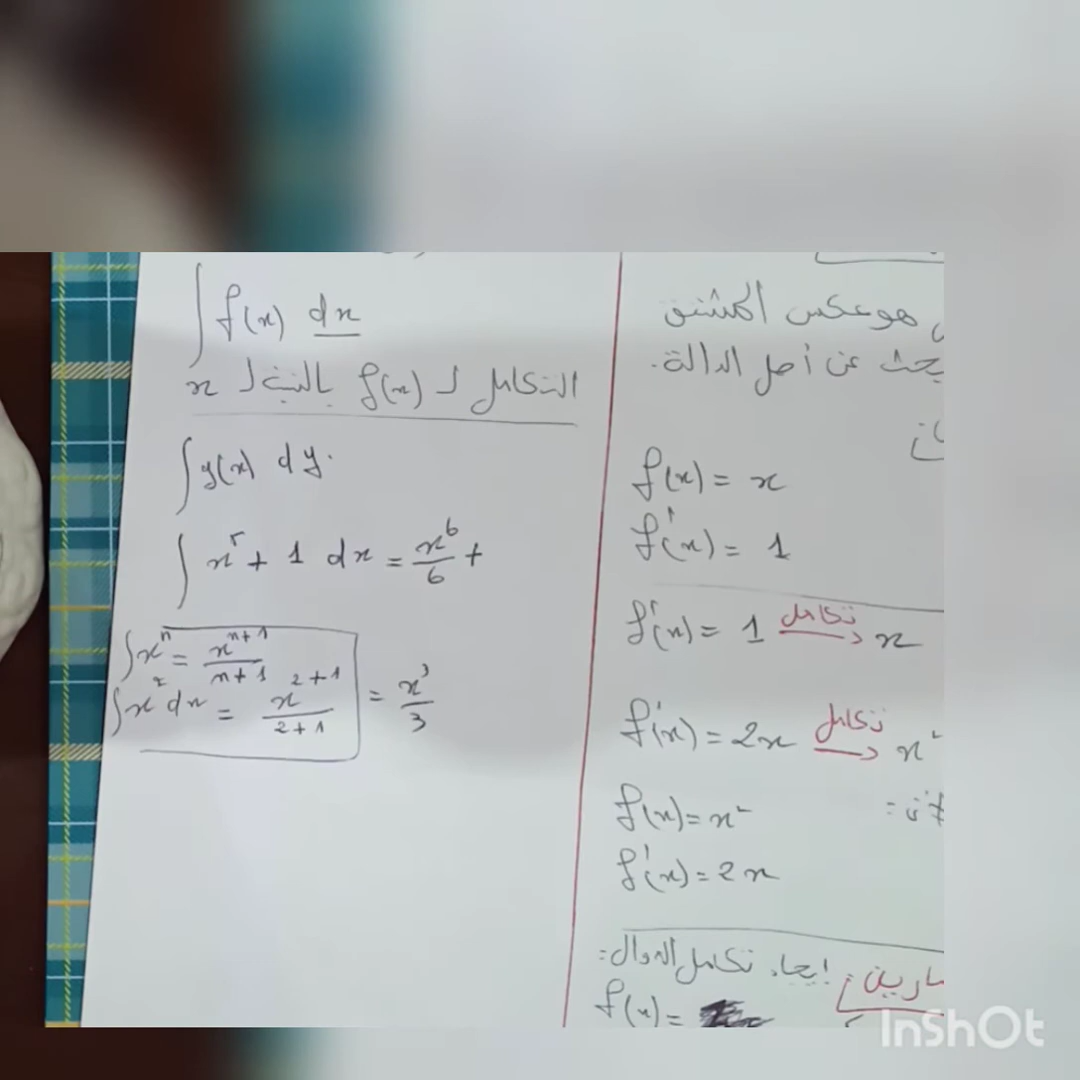 هو عكس المشتق
يبحث عن أصل الدالة.
f(x) = x
f'(x) = 1
f'(x) = 1 تكامل → x
f'(x) = 2x تكامل → x²
لأن =
f(x) = x²
f'(x) = 2x
تمارين: إيجاد تكامل الدوال:
f(x) =
∫ f(x) dx
التكامل لـ f(x) بالنسبة لـ x
∫ y(x) dy.
∫ x⁵ + 1 dx = x⁶/6 +
∫ xⁿ = xⁿ⁺¹/n+1
∫ x² dx = x²⁺¹/2+1 = x³/3
InShOt